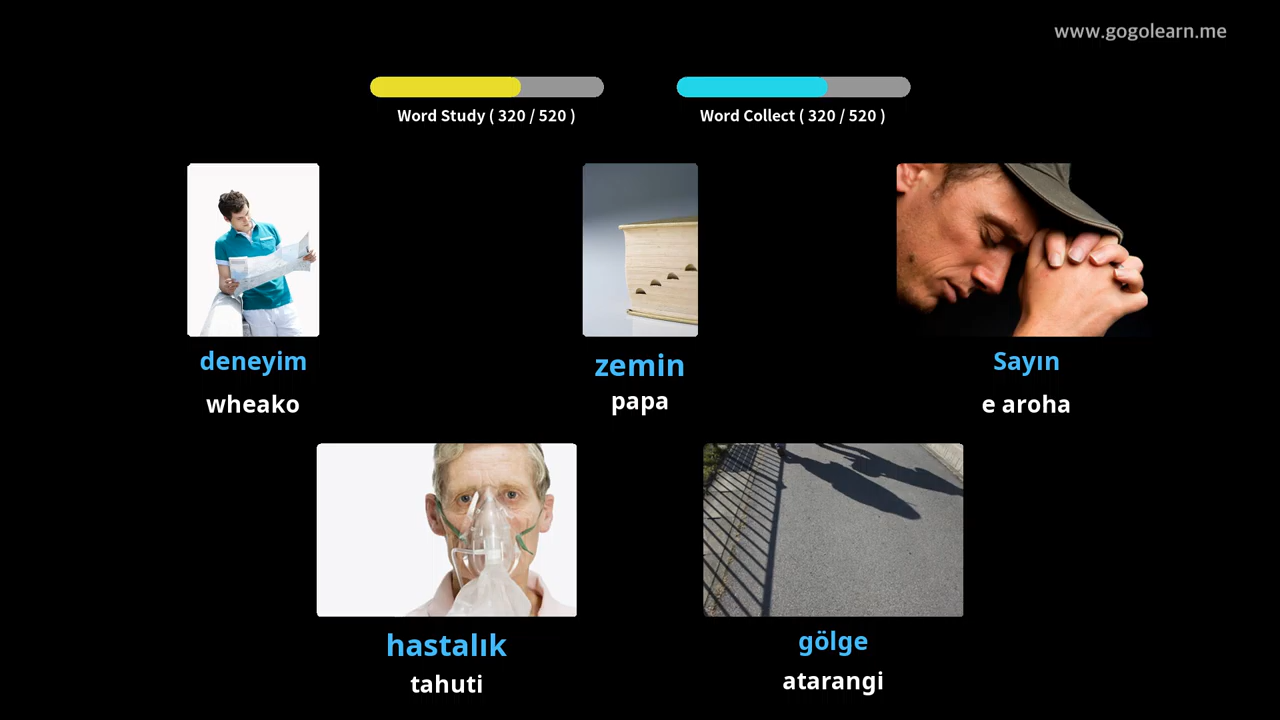 www.gogolearn.me
Word Study ( 320 / 520 )
Word Collect ( 320 / 520 )
deneyim
wheako
zemin
papa
Sayın
e aroha
hastalık
tahuti
gölge
atarangi